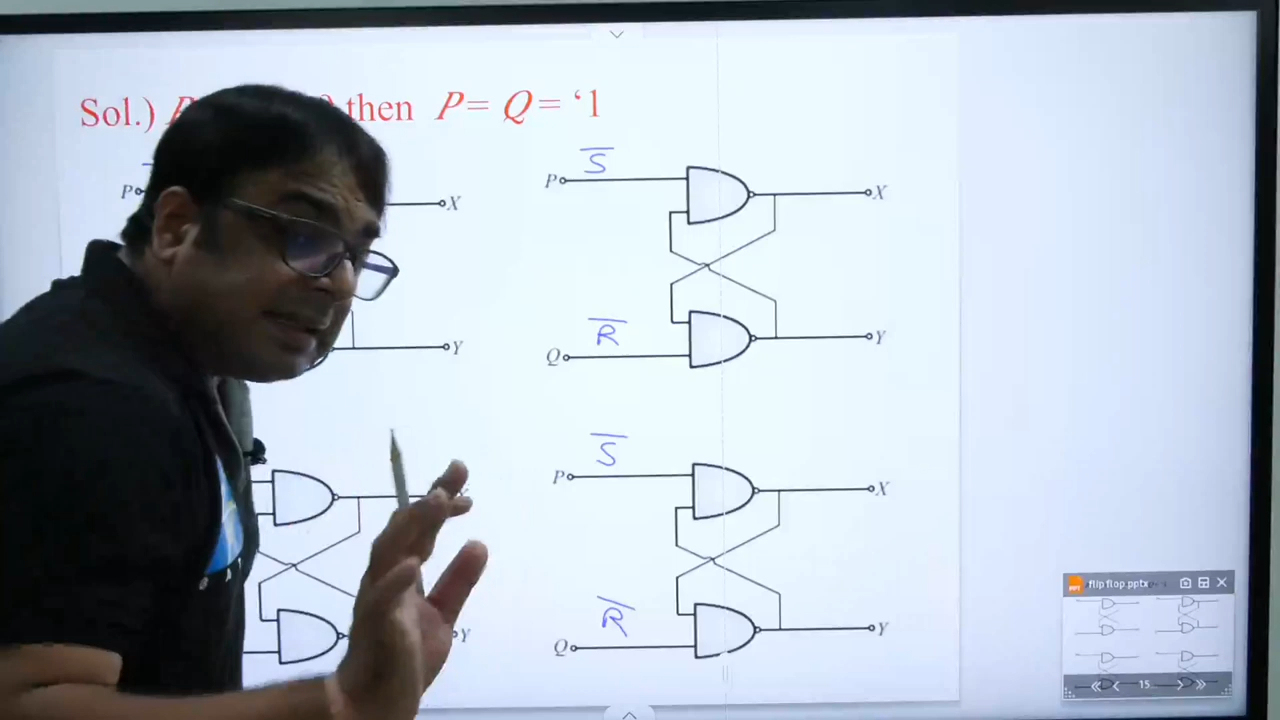 Sol.) then P = Q = ‘1
P S̅ X
P X
Q R̅ Y
Y
P S̅ X
Q R̅ Y
Y
flip flop.pptx
15